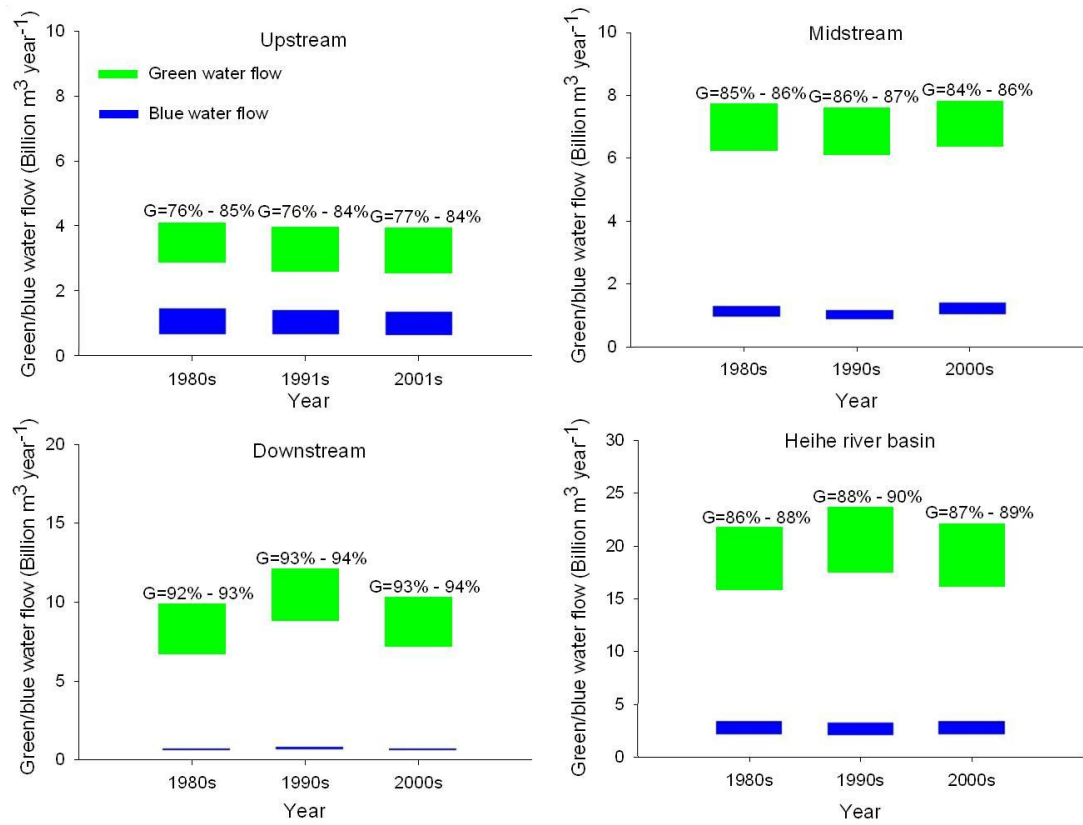 Upstream
Green water flow
Blue water flow
Green/blue water flow (Billion m³ year⁻¹)
10
8
6
4
2
0
G=76% - 85%
G=76% - 84%
G=77% - 84%
1980s
1991s
2001s
Year
Midstream
Green/blue water flow (Billion m³ year⁻¹)
10
8
6
4
2
0
G=85% - 86%
G=86% - 87%
G=84% - 86%
1980s
1990s
2000s
Year
Downstream
Green/blue water flow (Billion m³ year⁻¹)
20
15
10
5
0
G=92% - 93%
G=93% - 94%
G=93% - 94%
1980s
1990s
2000s
Year
Heihe river basin
Green/blue water flow (Billion m³ year⁻¹)
30
25
20
15
10
5
0
G=86% - 88%
G=88% - 90%
G=87% - 89%
1980s
1990s
2000s
Year